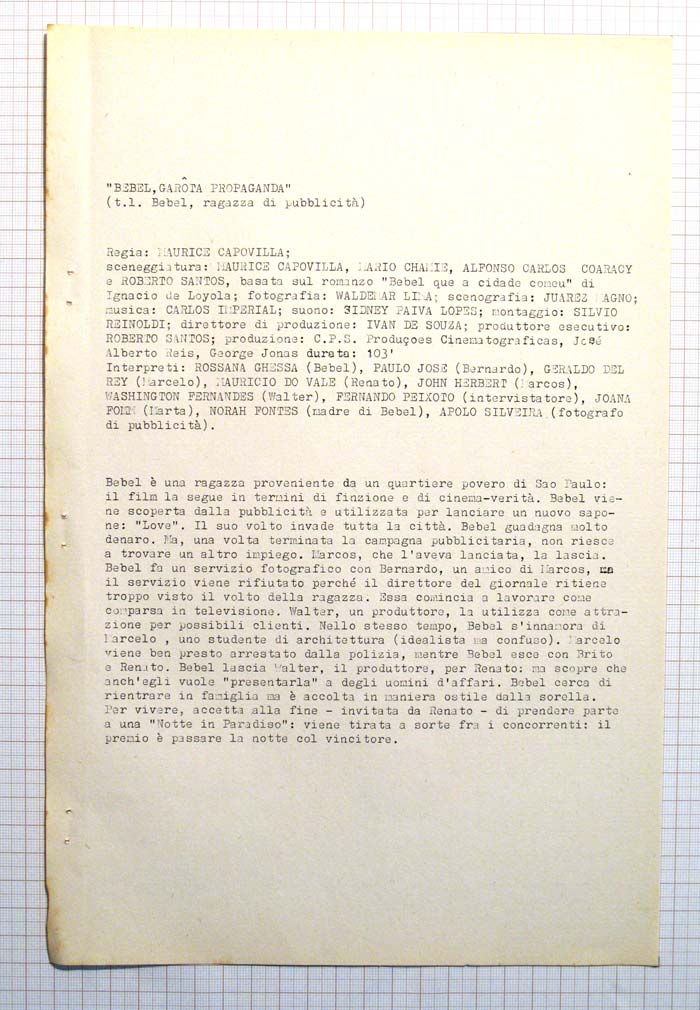 "BEBEL,GARÔTA PROPAGANDA"
(t.l. Bebel, ragazza di pubblicità)
Regia: MAURICE CAPOVILLA;
sceneggiatura: MAURICE CAPOVILLA, MARIO CHAMIE, ALFONSO CARLOS COARACY
e ROBERTO SANTOS, basata sul romanzo "Bebel que a cidade comeu" di
Ignacio de Loyola; fotografia: WALDEMAR LIMA; scenografia: JUAREZ MAGNO;
musica: CARLOS IMPERIAL; suono: SIDNEY PAIVA LOPES; montaggio: SILVIO
REINOLDI; direttore di produzione: IVAN DE SOUZA; produttore esecutivo:
ROBERTO SANTOS; produzione: C.P.S. Produçoes Cinematograficas, José
Alberto Reis, George Jonas durata: 103'
Interpreti: ROSSANA GHESSA (Bebel), PAULO JOSE (Bernardo), GERALDO DEL
REY (Marcelo), MAURICIO DO VALE (Renato), JOHN HERBERT (Marcos),
WASHINGTON FERNANDES (Walter), FERNANDO PEIXOTO (intervistatore), JOANA
FOMM (Marta), NORAH FONTES (madre di Bebel), APOLO SILVEIRA (fotografo
di pubblicità).
Bebel è una ragazza proveniente da un quartiere povero di Sao Paulo:
il film la segue in termini di finzione e di cinema-verità. Bebel vie-
ne scoperta dalla pubblicità e utilizzata per lanciare un nuovo sapo-
ne: "Love". Il suo volto invade tutta la città. Bebel guadagna molto
denaro. Ma, una volta terminata la campagna pubblicitaria, non riesce
a trovare un altro impiego. Marcos, che l'aveva lanciata, la lascia.
Bebel fa un servizio fotografico con Bernardo, un amico di Marcos, ma
il servizio viene rifiutato perché il direttore del giornale ritiene
troppo visto il volto della ragazza. Essa comincia a lavorare come
comparsa in televisione. Walter, un produttore, la utilizza come attra-
zione per possibili clienti. Nello stesso tempo, Bebel s'innamora di
Marcelo , uno studente di architettura (idealista ma confuso). Marcelo
viene ben presto arrestato dalla polizia, mentre Bebel esce con Brito
e Renato. Bebel lascia Walter, il produttore, per Renato: ma scopre che
anch'egli vuole "presentarla" a degli uomini d'affari. Bebel cerca di
rientrare in famiglia ma è accolta in maniera ostile dalla sorella.
Per vivere, accetta alla fine - invitata da Renato - di prendere parte
a una "Notte in Paradiso": viene tirata a sorte fra i concorrenti: il
premio è passare la notte col vincitore.